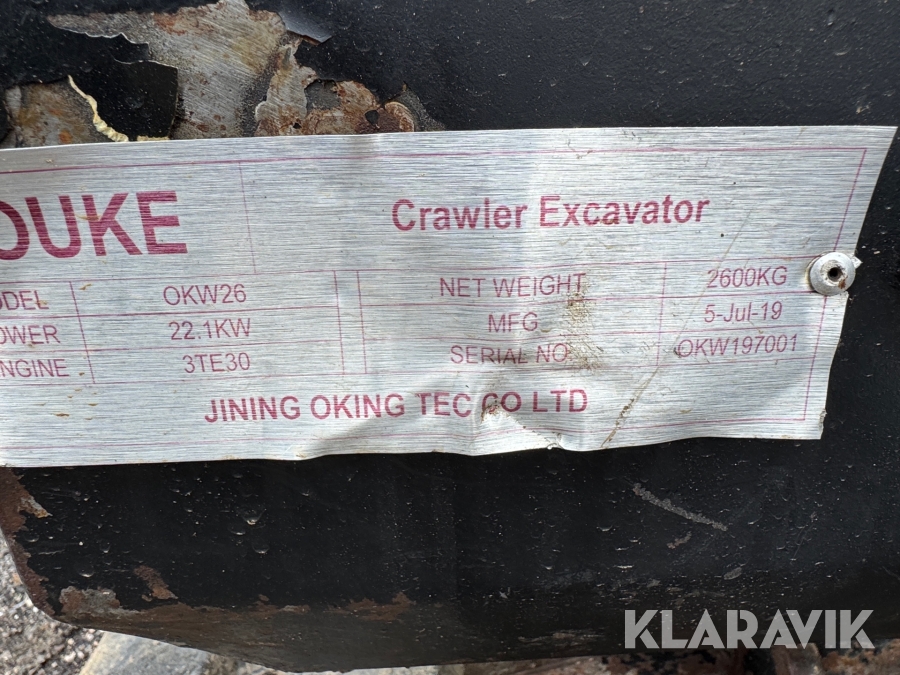 OUKE
Crawler Excavator
ODEL OKW26 NET WEIGHT 2600KG
OWER 22.1KW MFG 5-Jul-19
NGINE 3TE30 SERIAL NO OKW197001
JINING OKING TEC CO LTD
KLARAVIK